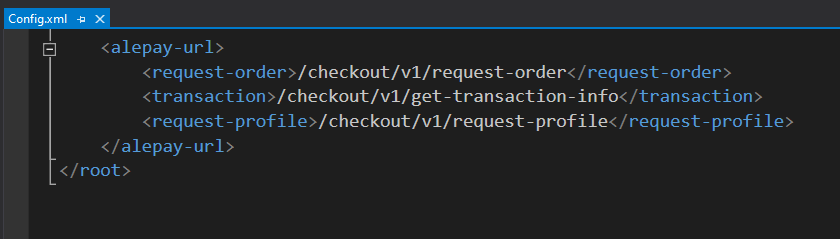 Config.xml
<alepay-url>
<request-order>/checkout/v1/request-order</request-order>
<transaction>/checkout/v1/get-transaction-info</transaction>
<request-profile>/checkout/v1/request-profile</request-profile>
</alepay-url>
</root>